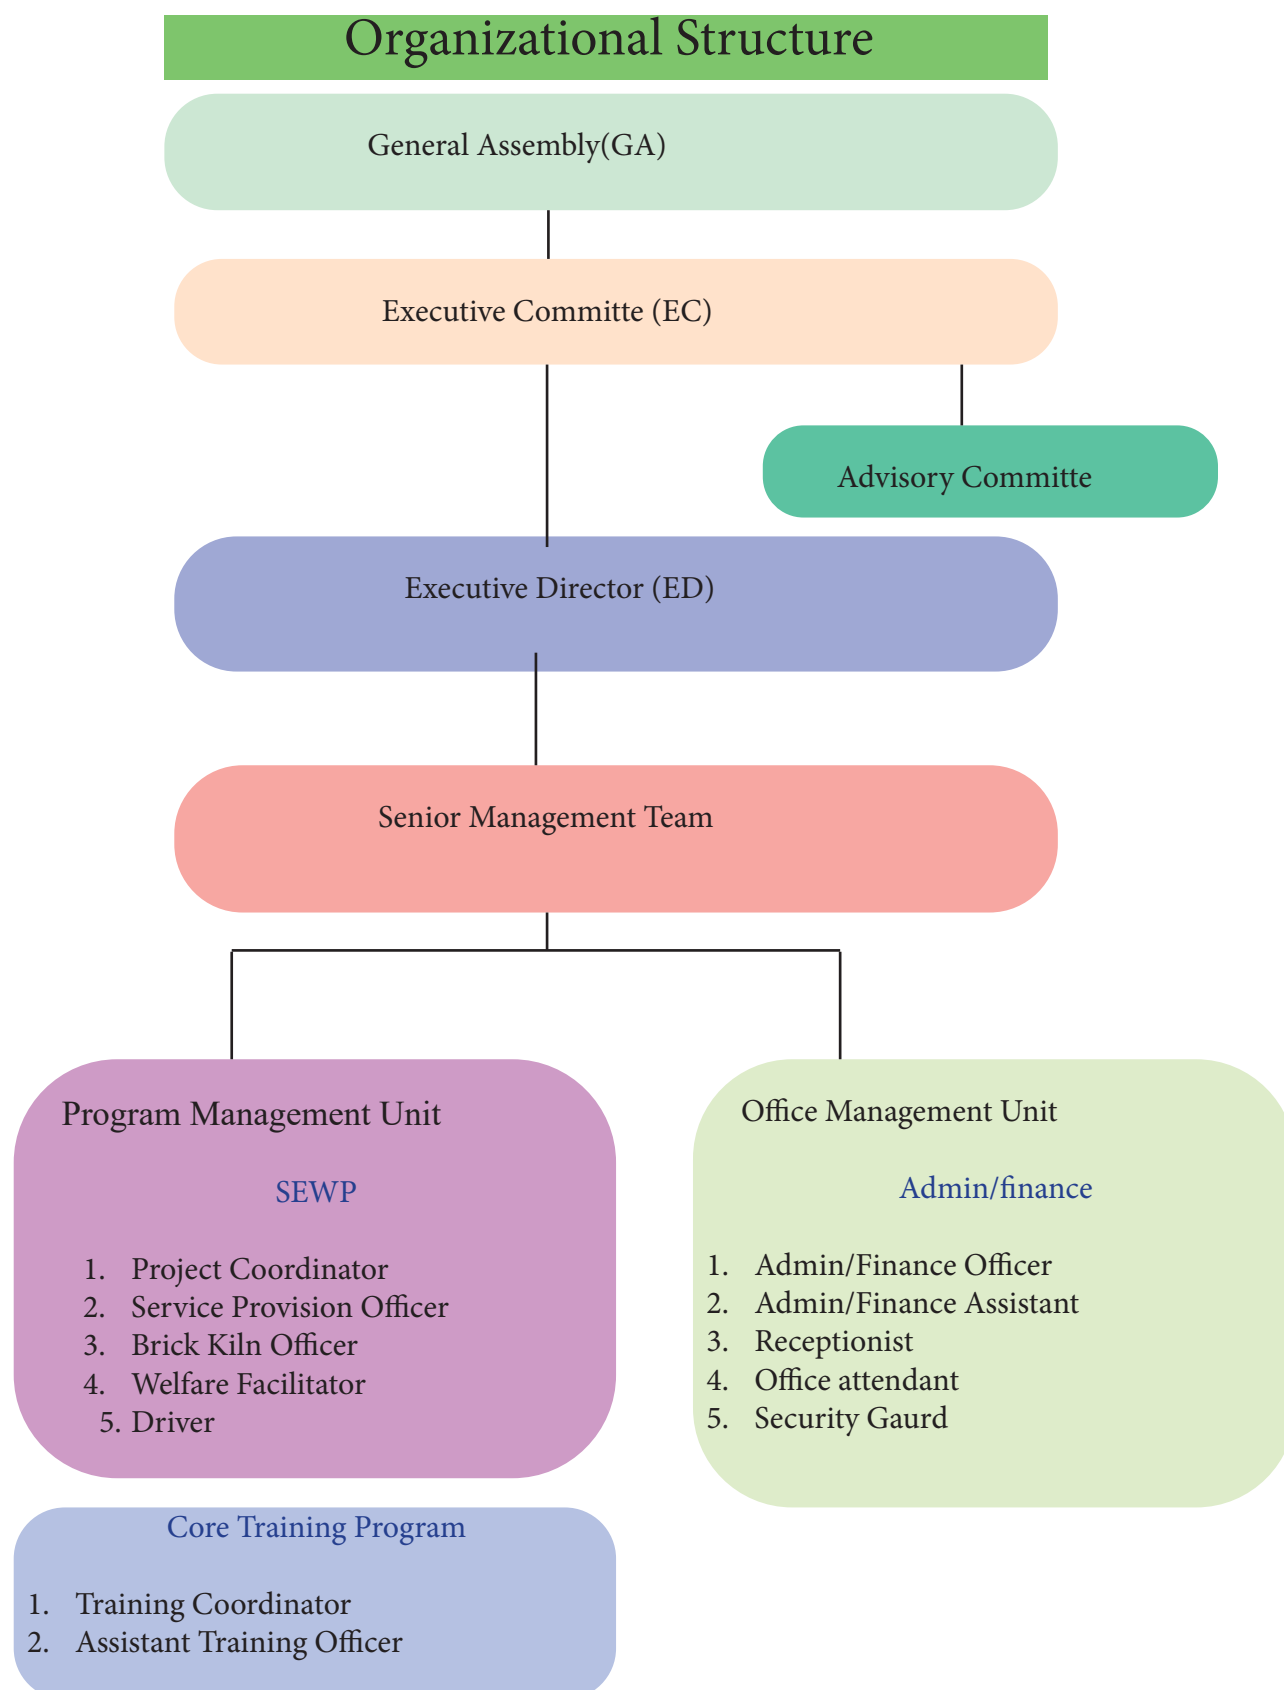 Organizational Structure
General Assembly(GA)
Executive Committe (EC)
Advisory Committe
Executive Director (ED)
Senior Management Team
Program Management Unit
SEWP
1. Project Coordinator
2. Service Provision Officer
3. Brick Kiln Officer
4. Welfare Facilitator
5. Driver
Office Management Unit
Admin/finance
1. Admin/Finance Officer
2. Admin/Finance Assistant
3. Receptionist
4. Office attendant
5. Security Gaurd
Core Training Program
1. Training Coordinator
2. Assistant Training Officer